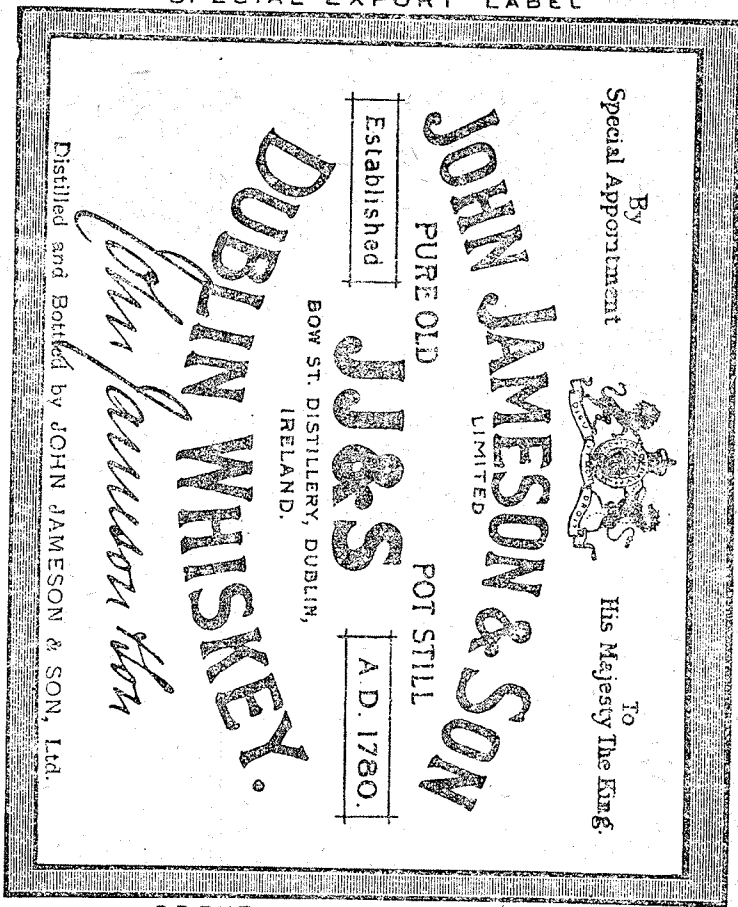 SPECIAL EXPORT LABEL
By
Special Appointment
To
His Majesty The King.
JOHN JAMESON & SON
LIMITED
PURE OLD POT STILL
Established JJ&S A.D. 1780.
BOW ST. DISTILLERY, DUBLIN,
IRELAND.
DUBLIN WHISKEY.
John Jameson & Son
Distilled and Bottled by JOHN JAMESON & SON, Ltd.